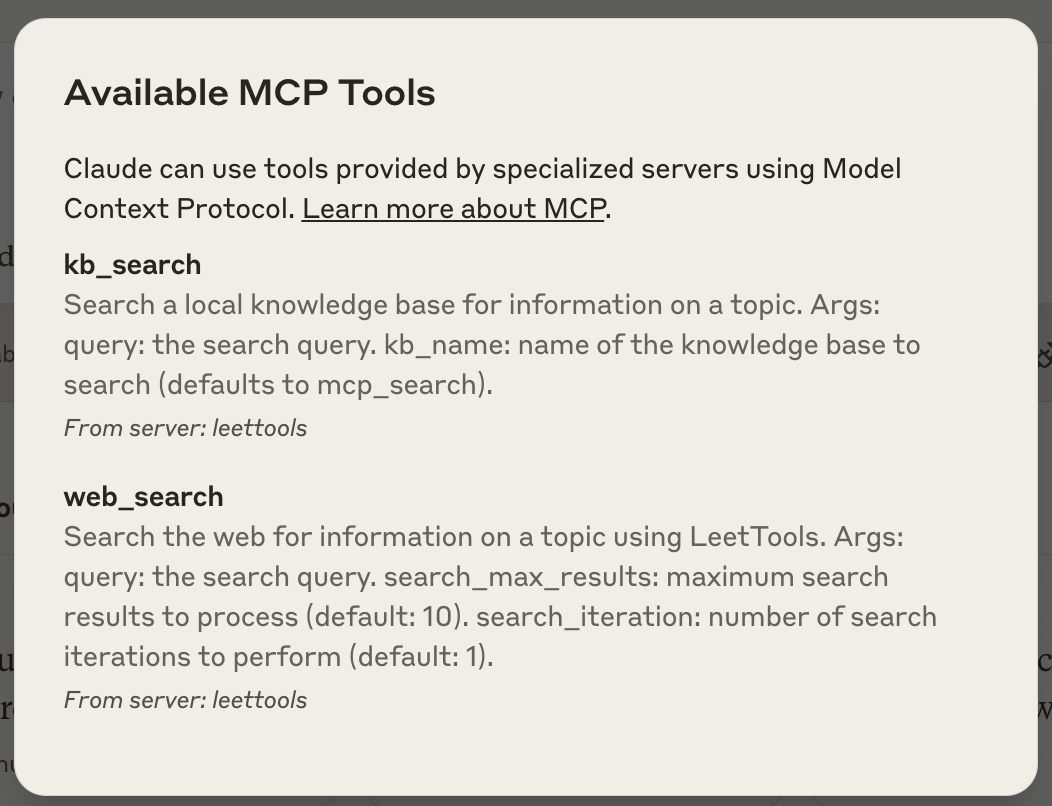 Available MCP Tools
Claude can use tools provided by specialized servers using Model
Context Protocol. Learn more about MCP.
kb_search
Search a local knowledge base for information on a topic. Args:
query: the search query. kb_name: name of the knowledge base to
search (defaults to mcp_search).
From server: leettools
web_search
Search the web for information on a topic using LeetTools. Args:
query: the search query. search_max_results: maximum search
results to process (default: 10). search_iteration: number of search
iterations to perform (default: 1).
From server: leettools